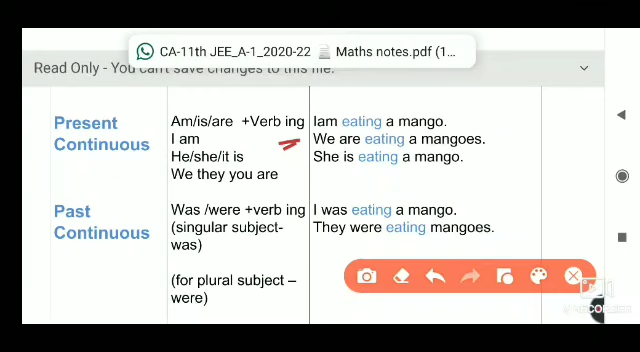 CA-11th JEE_A-1_2020-22 Maths notes.pdf (1...
Read Only - You can't save changes to this file.
Present Continuous
Am/is/are +Verb ing
I am
He/she/it is
We they you are
Iam eating a mango.
We are eating a mangoes.
She is eating a mango.
Past Continuous
Was /were +verb ing
(singular subject-
was)
(for plural subject –
were)
I was eating a mango.
They were eating mangoes.